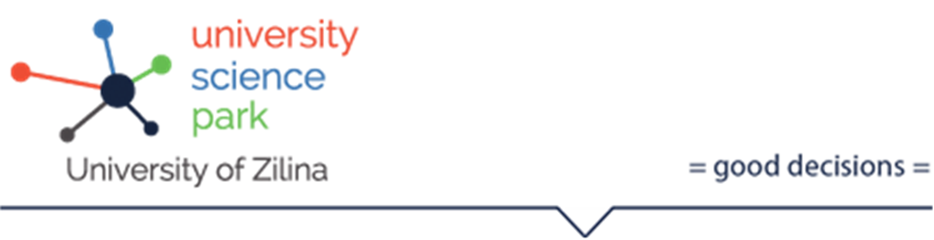 university
science
park
University of Zilina
= good decisions =